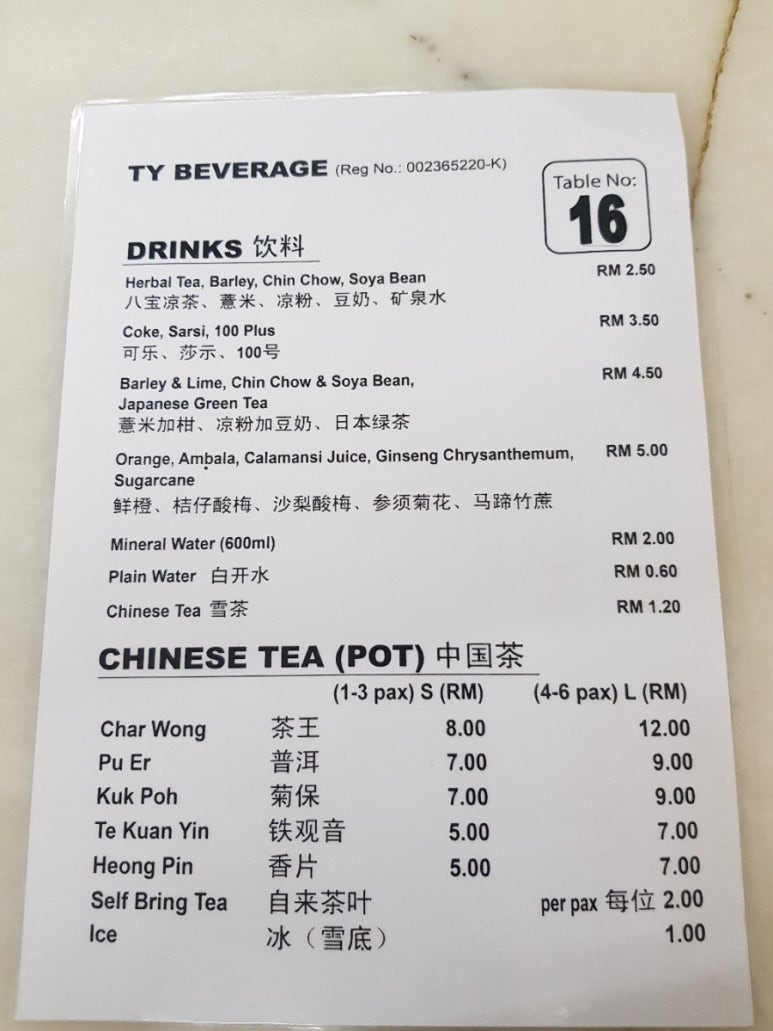 TY BEVERAGE (Reg No.: 002365220-K)
Table No:
16
DRINKS 饮料
Herbal Tea, Barley, Chin Chow, Soya Bean RM 2.50
八宝凉茶、薏米、凉粉、豆奶、矿泉水
Coke, Sarsi, 100 Plus RM 3.50
可乐、莎示、100号
Barley & Lime, Chin Chow & Soya Bean, RM 4.50
Japanese Green Tea
薏米加柑、凉粉加豆奶、日本绿茶
Orange, Ambala, Calamansi Juice, Ginseng Chrysanthemum, RM 5.00
Sugarcane
鲜橙、桔仔酸梅、沙梨酸梅、参须菊花、马蹄竹蔗
Mineral Water (600ml) RM 2.00
Plain Water 白开水 RM 0.60
Chinese Tea 雪茶 RM 1.20
CHINESE TEA (POT) 中国茶
(1-3 pax) S (RM) (4-6 pax) L (RM)
Char Wong 茶王 8.00 12.00
Pu Er 普洱 7.00 9.00
Kuk Poh 菊保 7.00 9.00
Te Kuan Yin 铁观音 5.00 7.00
Heong Pin 香片 5.00 7.00
Self Bring Tea 自来茶叶 per pax 每位 2.00
Ice 冰（雪底） 1.00